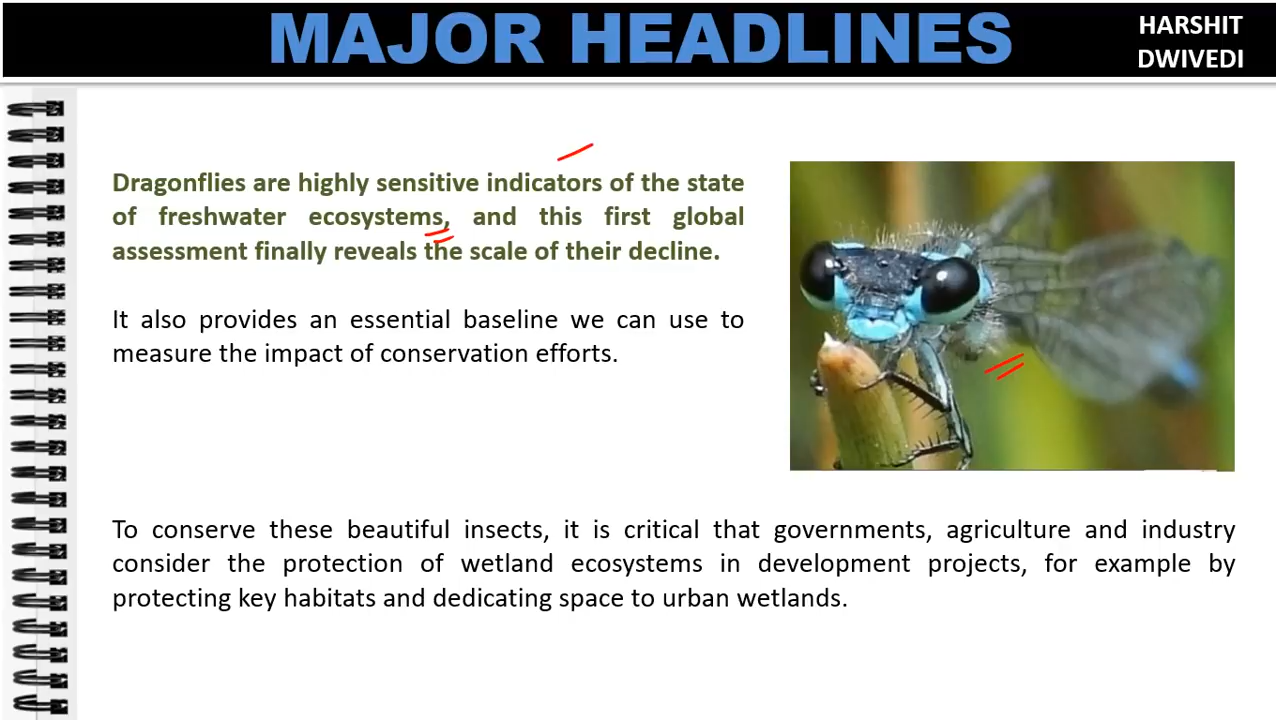 MAJOR HEADLINES
HARSHIT
DWIVEDI
Dragonflies are highly sensitive indicators of the state
of freshwater ecosystems, and this first global
assessment finally reveals the scale of their decline.
It also provides an essential baseline we can use to
measure the impact of conservation efforts.
To conserve these beautiful insects, it is critical that governments, agriculture and industry
consider the protection of wetland ecosystems in development projects, for example by
protecting key habitats and dedicating space to urban wetlands.